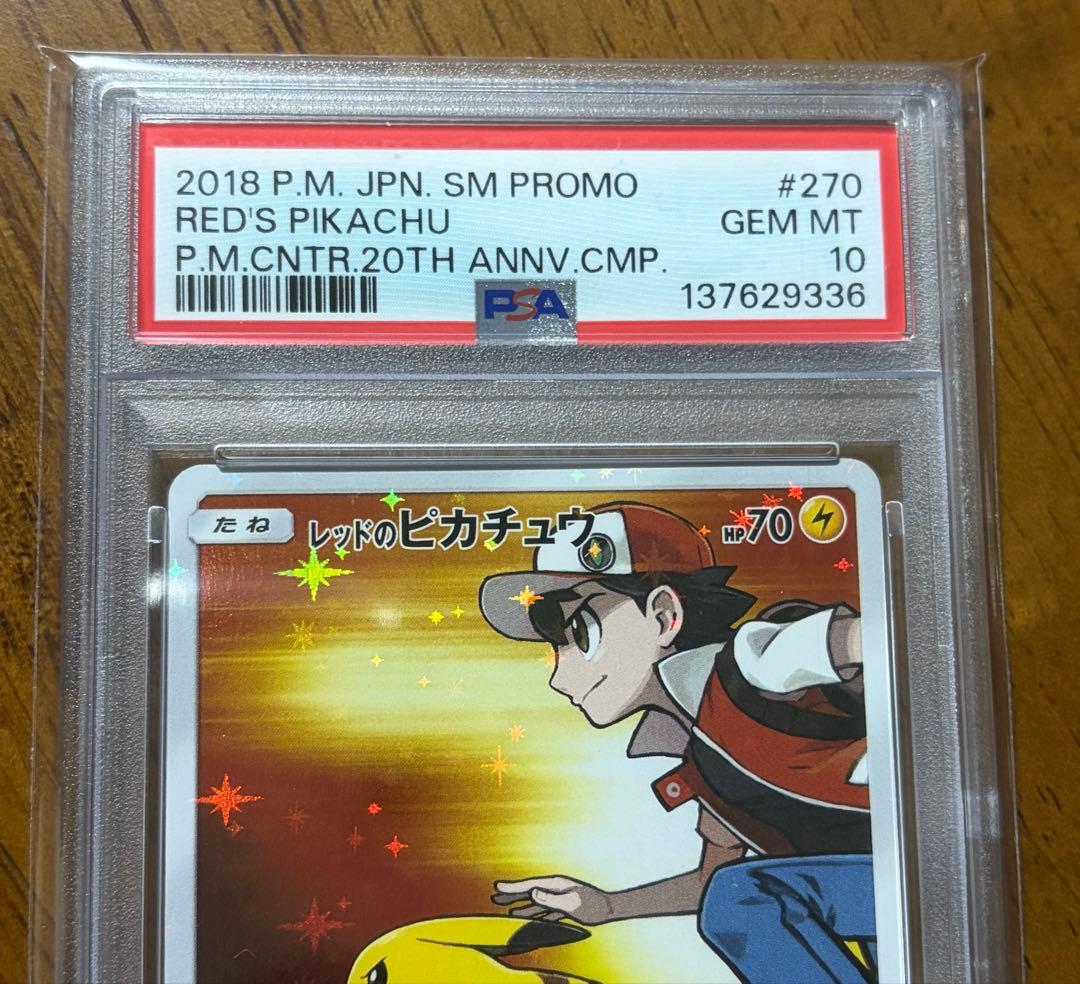 2018 P.M. JPN. SM PROMO #270
RED'S PIKACHU GEM MT
P.M.CNTR.20TH ANNV.CMP. 10
PSA 137629336
たね レッドのピカチュウ HP70